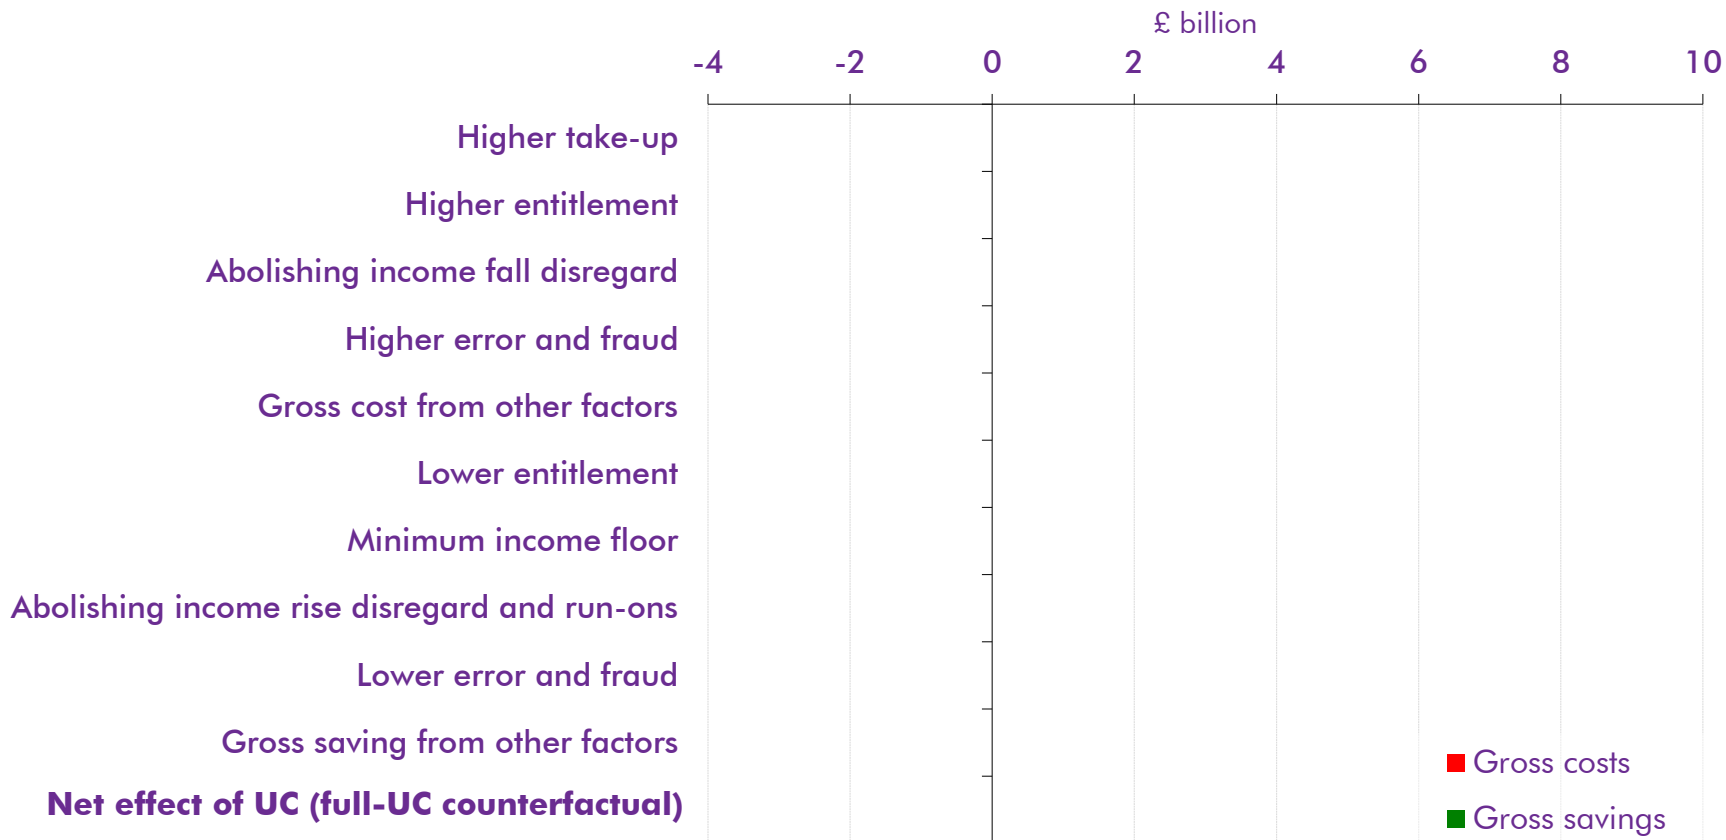 £ billion
-4 -2 0 2 4 6 8 10
Higher take-up
Higher entitlement
Abolishing income fall disregard
Higher error and fraud
Gross cost from other factors
Lower entitlement
Minimum income floor
Abolishing income rise disregard and run-ons
Lower error and fraud
Gross saving from other factors
Net effect of UC (full-UC counterfactual)
Gross costs
Gross savings